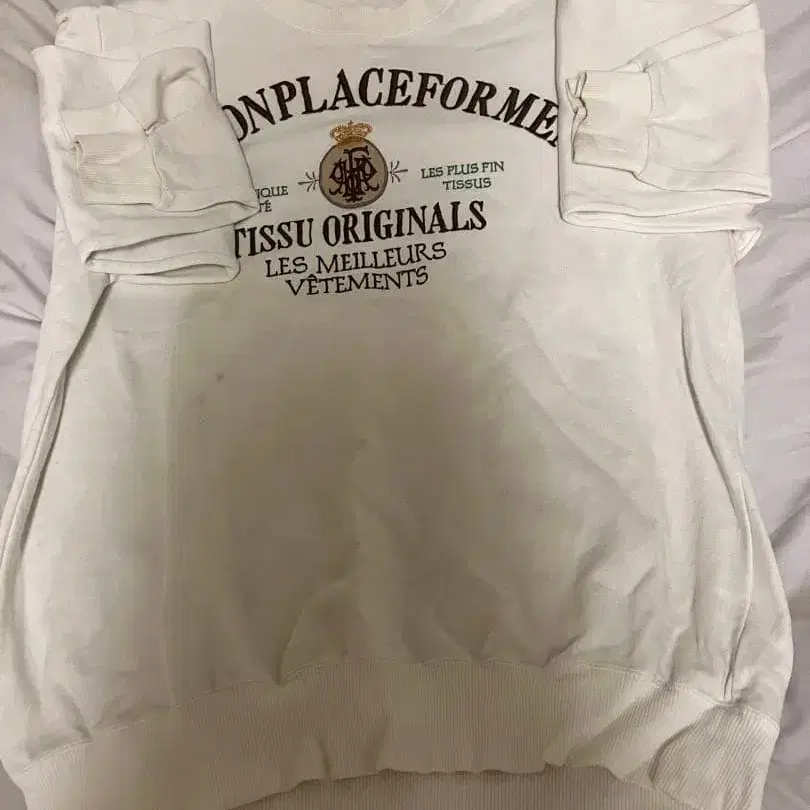 ONPLACEFORME
LES PLUS FIN
TISSUS
TISSU ORIGINALS
LES MEILLEURS
VÊTEMENTS